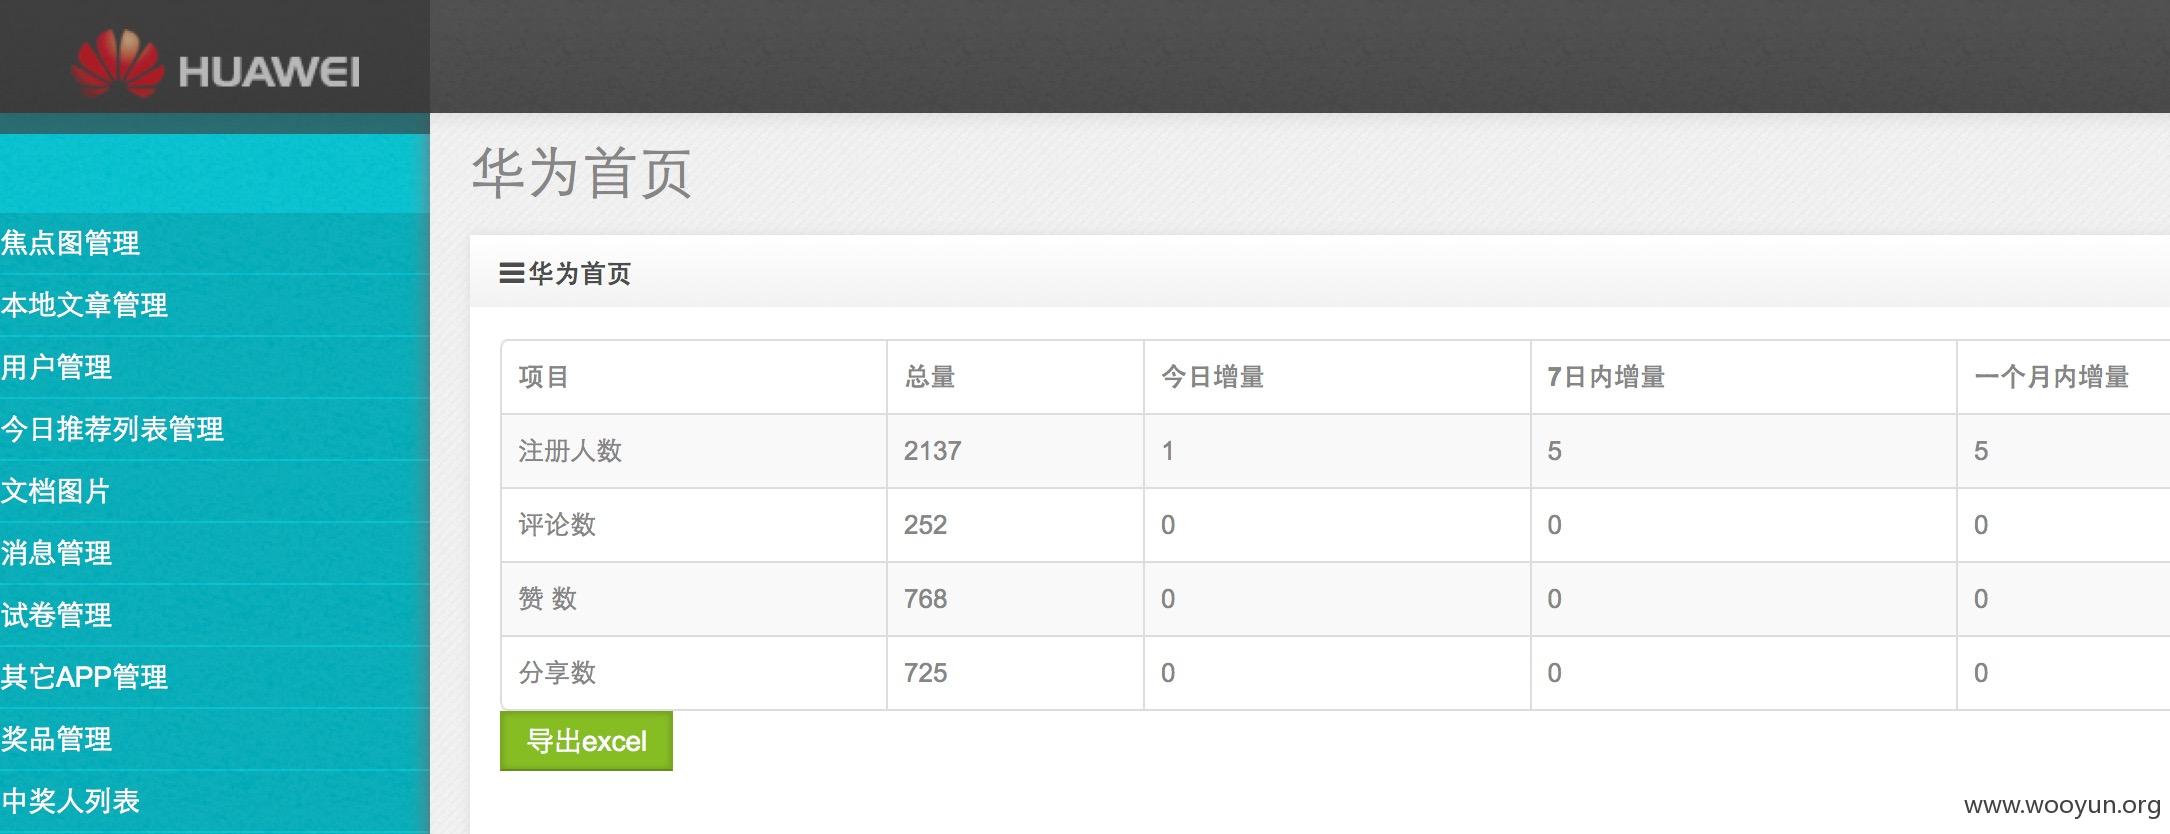 HUAWEI
华为首页
焦点图管理
本地文章管理
用户管理
今日推荐列表管理
文档图片
消息管理
试卷管理
其它APP管理
奖品管理
中奖人列表
华为首页
项目 总量 今日增量 7日内增量 一个月内增量
注册人数 2137 1 5 5
评论数 252 0 0 0
赞 数 768 0 0 0
分享数 725 0 0 0
导出excel
www.wooyun.org